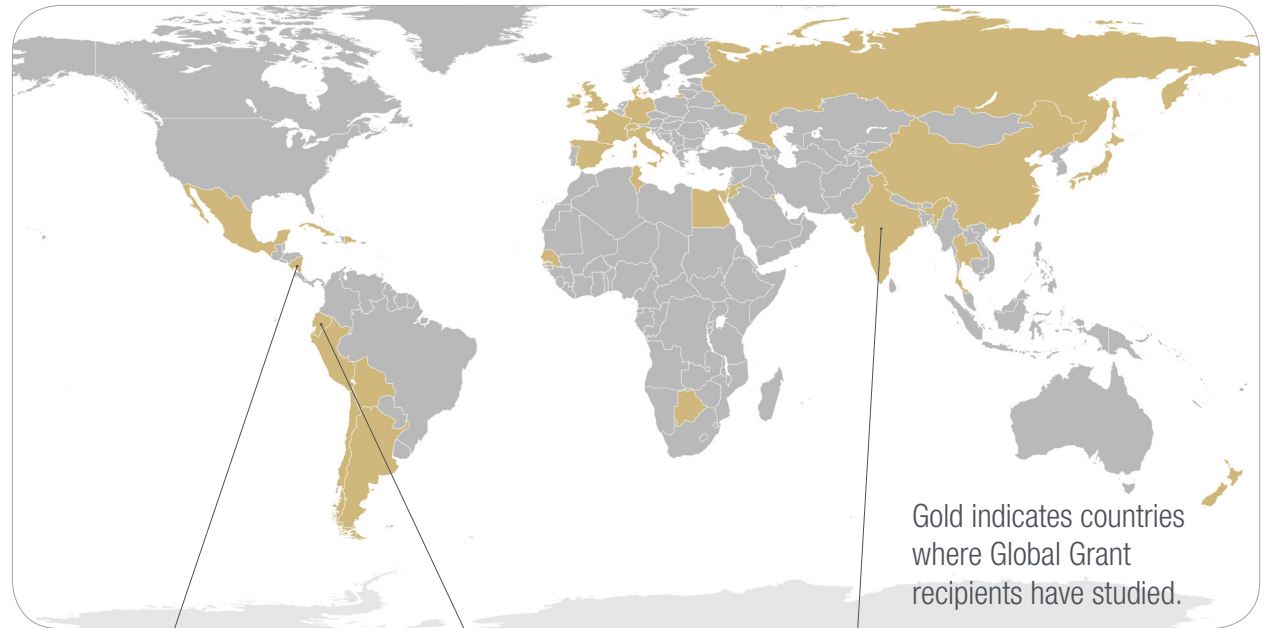 Gold indicates countries
where Global Grant
recipients have studied.